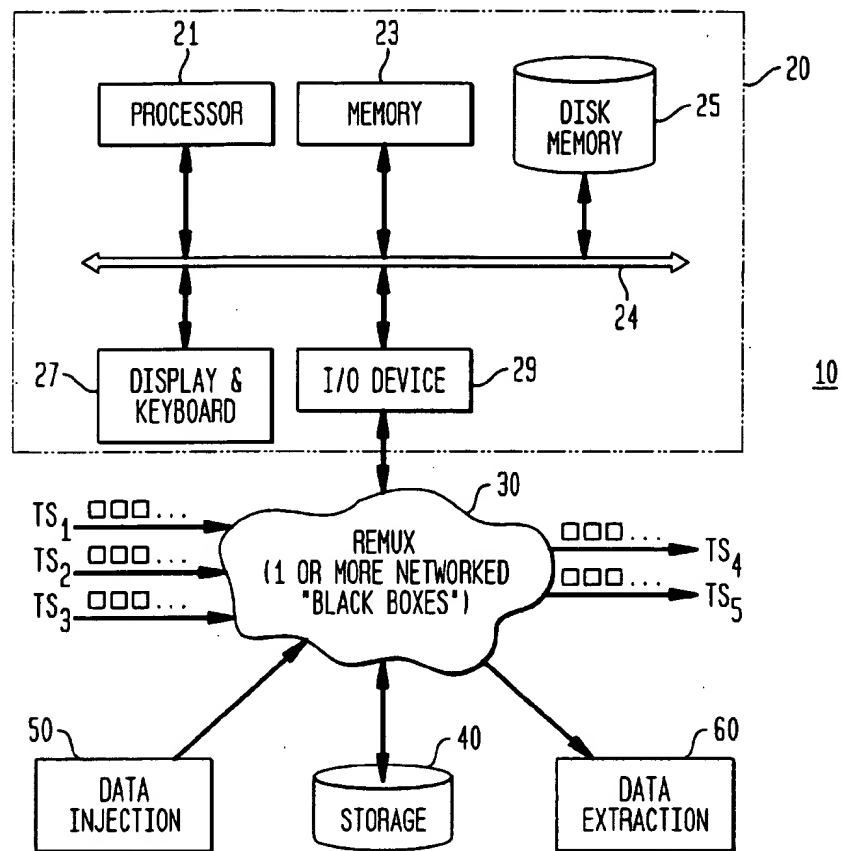 21
23
20
PROCESSOR
MEMORY
DISK
MEMORY
25
24
27
DISPLAY &
KEYBOARD
I/O DEVICE
29
10
30
TS1 □□□...
TS2 □□□...
TS3 □□□...
REMUX
(1 OR MORE NETWORKED
"BLACK BOXES")
□□□... TS4
□□□... TS5
50
DATA
INJECTION
40
STORAGE
60
DATA
EXTRACTION